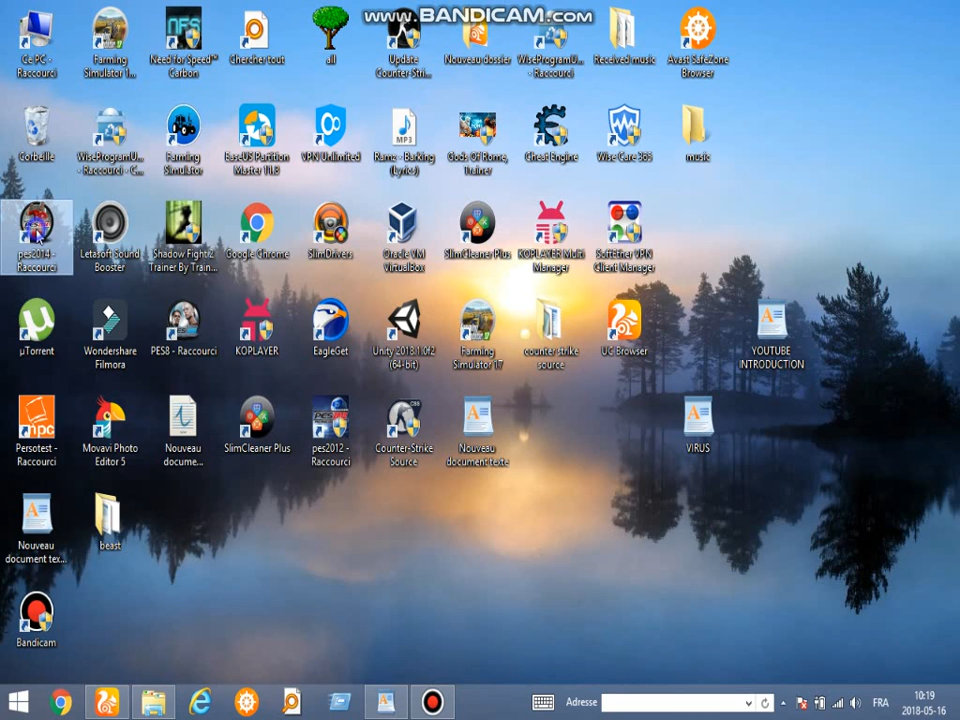 www.BANDICAM.com
Ce PC -
Raccourci
Farming
Simulator 1...
Need for Speed™
Carbon
Chercher tout
all
Update
Counter-Stri...
Nouveau dossier
WiseProgramU...
- Raccourci
Received music
Avast SafeZone
Browser
Corbeille
WiseProgramU...
- Raccourci - C...
Farming
Simulator
EaseUS Partition
Master 11.8
VPN Unlimited
MP3
Ramz - Barking
(Lyrics)
Gods Of Rome,
Trainer
Cheat Engine
Wise Care 365
music
pes2014 -
Raccourci
Letasoft Sound
Booster
Shadow Fight 2
Trainer By Train...
Google Chrome
SlimDrivers
Oracle VM
VirtualBox
SlimCleaner Plus
KOPLAYER Multi
Manager
SoftEther VPN
Client Manager
µTorrent
Wondershare
Filmora
PES8 - Raccourci
KOPLAYER
EagleGet
Unity 2018.1.0f2
(64-bit)
Farming
Simulator 17
counter strike
source
UC Browser
YOUTUBE
INTRODUCTION
Persotest -
Raccourci
Movavi Photo
Editor 5
Nouveau
docume...
SlimCleaner Plus
pes2012 -
Raccourci
Counter-Strike
Source
Nouveau
document texte
VIRUS
Nouveau
document tex...
beast
Bandicam
Adresse
FRA
10:19
2018-05-16